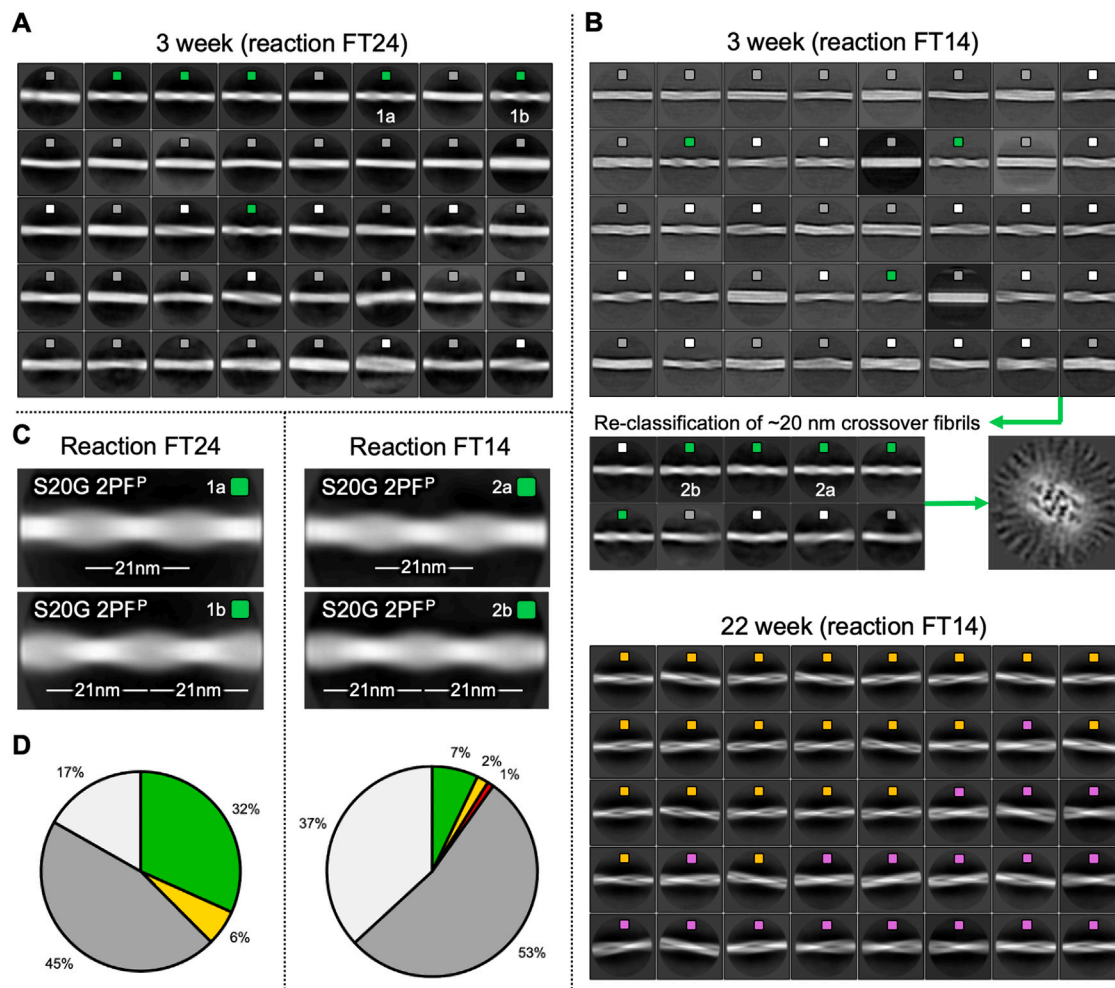 A
3 week (reaction FT24)
1a
1b
B
3 week (reaction FT14)
Re-classification of ~20 nm crossover fibrils
2b
2a
C
Reaction FT24
S20G 2PFᴾ
1a
21nm
S20G 2PFᴾ
1b
21nm
21nm
Reaction FT14
S20G 2PFᴾ
2a
21nm
S20G 2PFᴾ
2b
21nm
21nm
22 week (reaction FT14)
D
17%
32%
6%
45%
7%
2%
1%
37%
53%